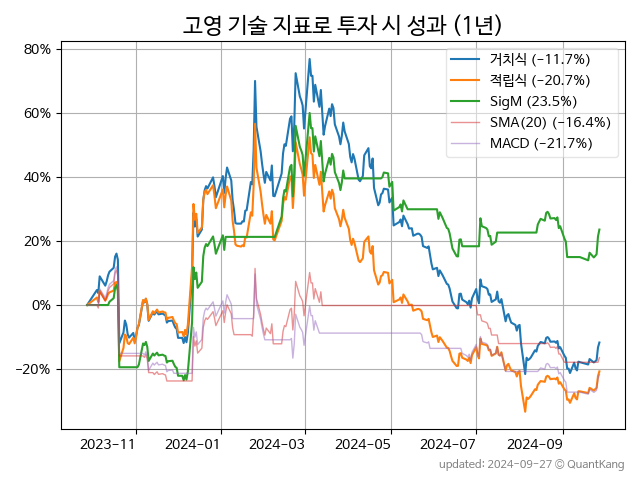 고영 기술 지표로 투자 시 성과 (1년)
80%
60%
40%
20%
0%
−20%
거치식 (−11.7%)
적립식 (−20.7%)
SigM (23.5%)
SMA(20) (−16.4%)
MACD (−21.7%)
2023−11
2024−01
2024−03
2024−05
2024−07
2024−09
updated: 2024−09−27 © QuantKang